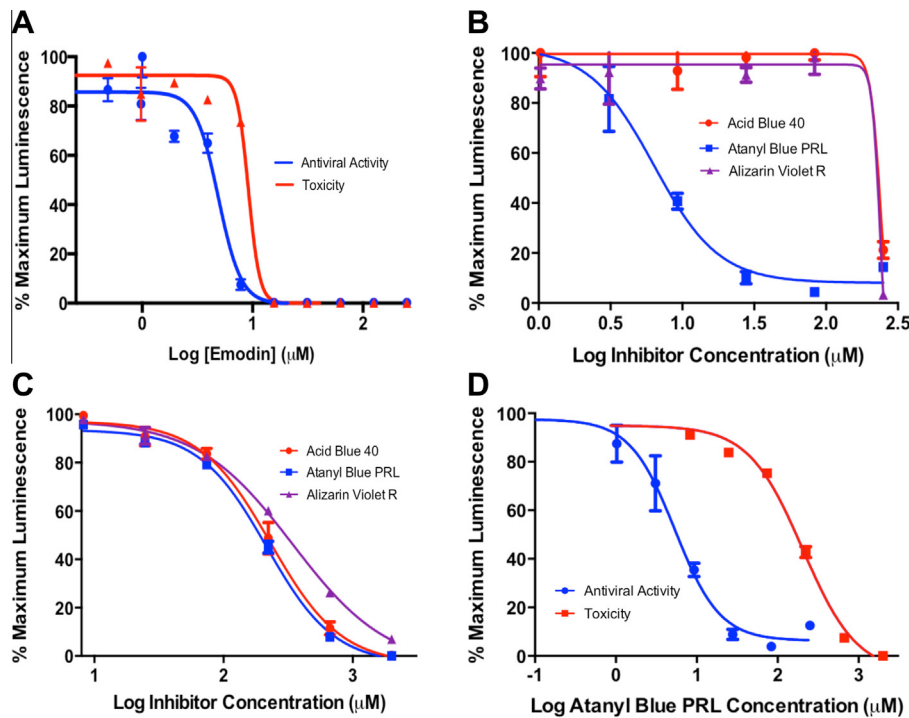 A
% Maximum Luminescence
100
80
60
40
20
0
0
1
2
Log [Emodin] (μM)
Antiviral Activity
Toxicity
B
% Maximum Luminescence
100
80
60
40
20
0
0.0
0.5
1.0
1.5
2.0
2.5
Log Inhibitor Concentration (μM)
Acid Blue 40
Atanyl Blue PRL
Alizarin Violet R
C
% Maximum Luminescence
100
80
60
40
20
0
1
2
3
Log Inhibitor Concentration (μM)
Acid Blue 40
Atanyl Blue PRL
Alizarin Violet R
D
% Maximum Luminescence
100
80
60
40
20
0
-1
0
1
2
3
4
Log Atanyl Blue PRL Concentration (μM)
Antiviral Activity
Toxicity